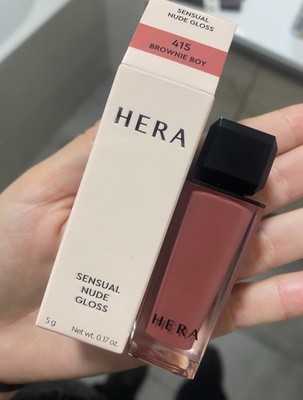 SENSUAL
NUDE GLOSS
415
BROWNIE BOY
HERA
SENSUAL
NUDE
GLOSS
5 g
Net wt. 0.17 oz.
HERA